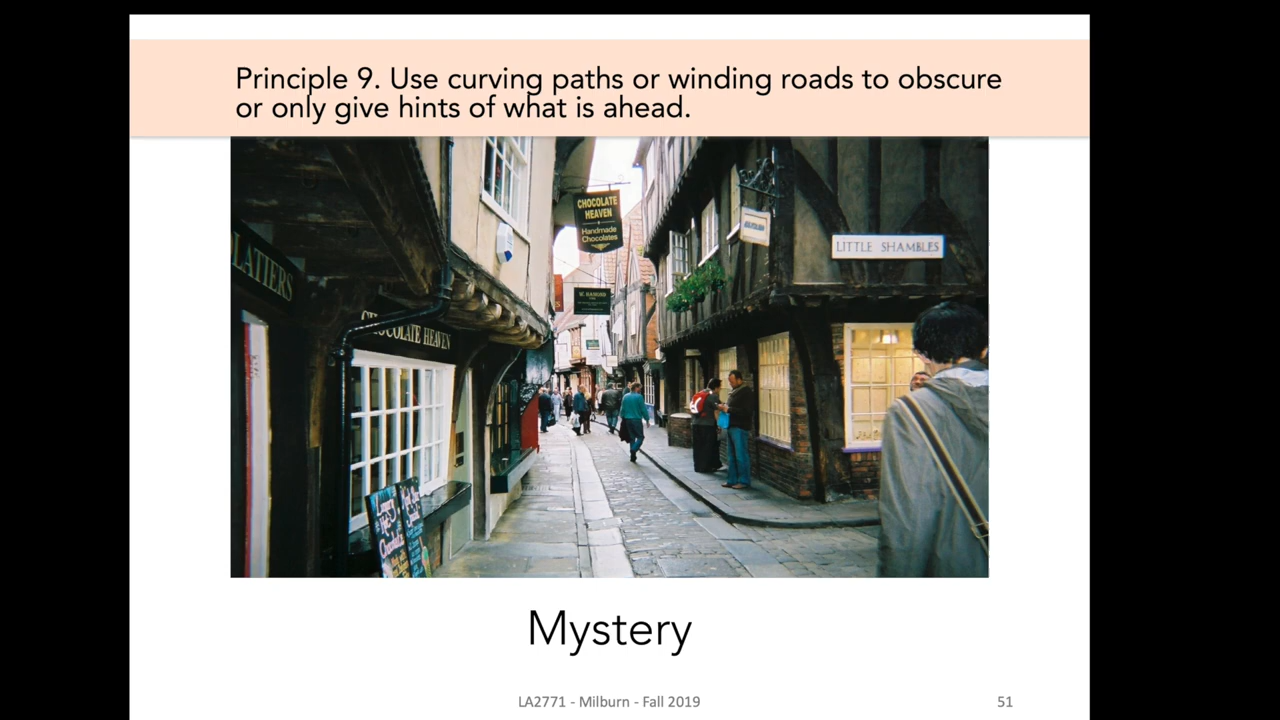 Principle 9. Use curving paths or winding roads to obscure
or only give hints of what is ahead.
CHOCOLATE
HEAVEN
Handmade
Chocolates
LITTLE SHAMBLES
LATIERS
CHOCOLATE HEAVEN
Mystery
LA2771 - Milburn - Fall 2019
51